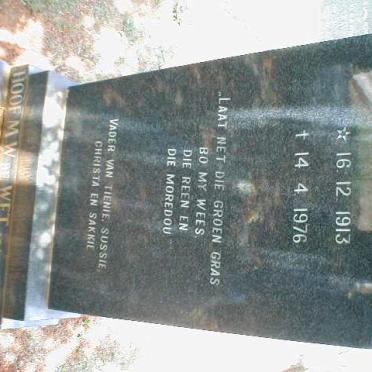 ☆ 16 12 1913
† 14 4 1976
„LAAT NET DIE GROEN GRAS
BO MY WEES
DIE REEN EN
DIE MOREDOU"
VADER VAN TIENIE, SUSSIE,
CHRISTA EN SAKKIE
HOOF M.W. WET